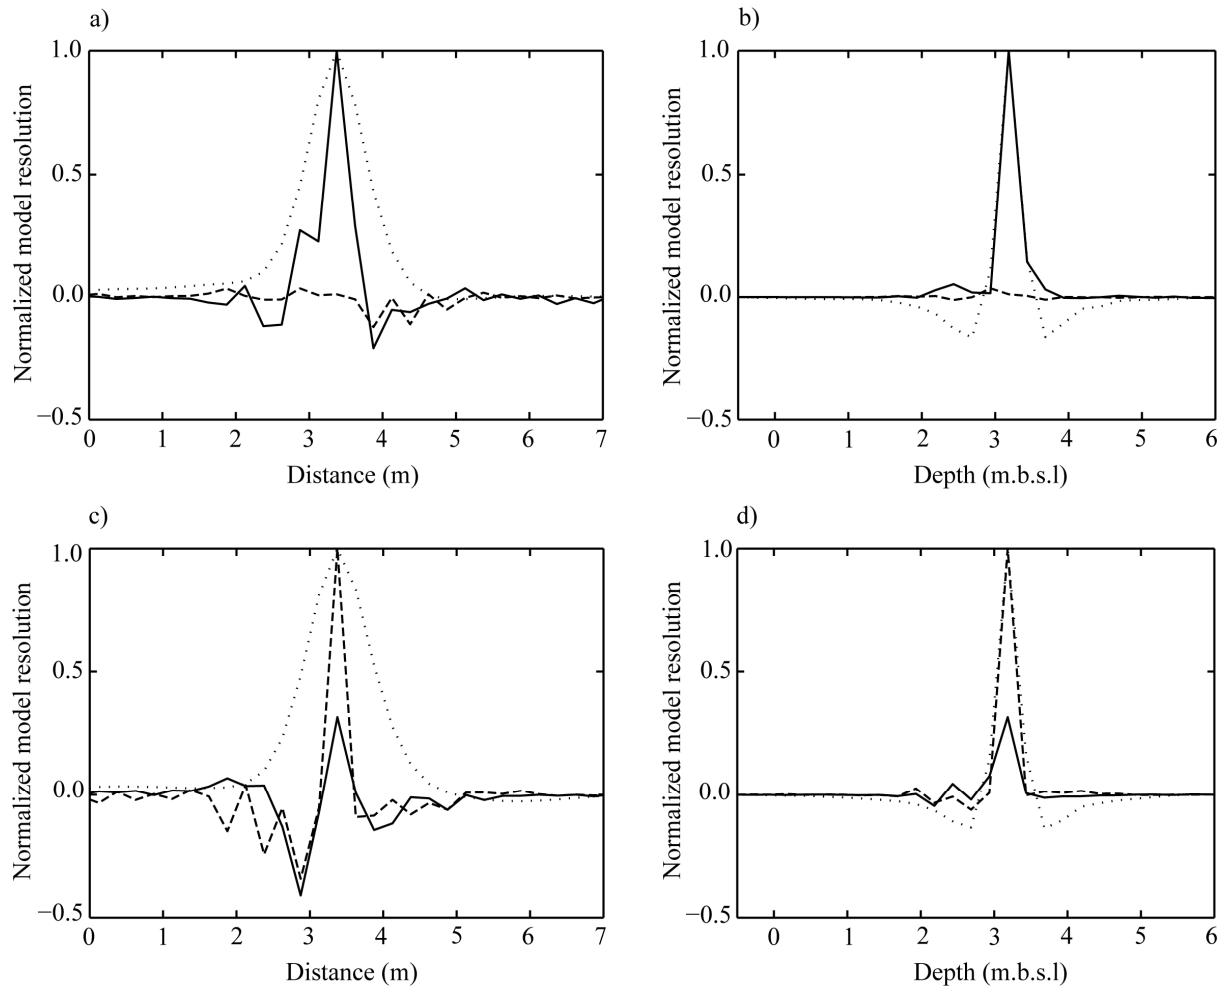 a)
1.0
0.5
0.0
−0.5
Normalized model resolution
0 1 2 3 4 5 6 7
Distance (m)
b)
1.0
0.5
0.0
−0.5
Normalized model resolution
0 1 2 3 4 5 6
Depth (m.b.s.l)
c)
1.0
0.5
0.0
−0.5
Normalized model resolution
0 1 2 3 4 5 6 7
Distance (m)
d)
1.0
0.5
0.0
−0.5
Normalized model resolution
0 1 2 3 4 5 6
Depth (m.b.s.l)